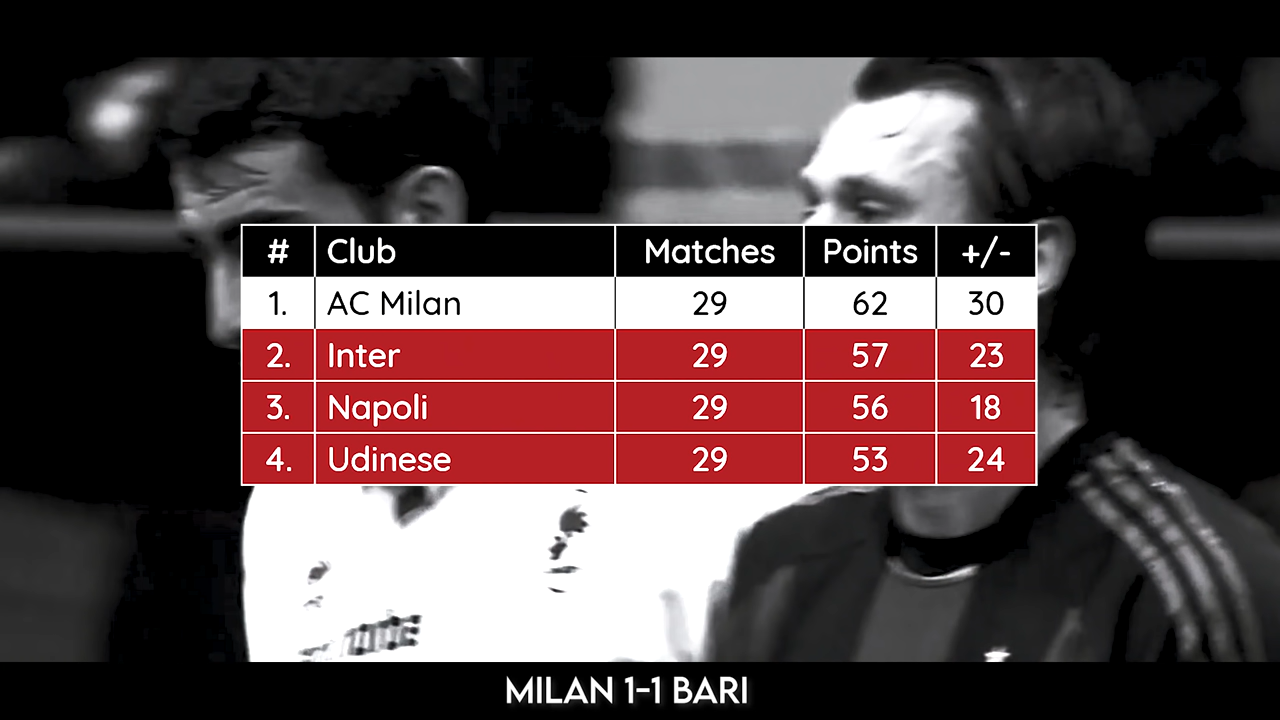 # Club Matches Points +/-
1. AC Milan 29 62 30
2. Inter 29 57 23
3. Napoli 29 56 18
4. Udinese 29 53 24
MILAN 1-1 BARI